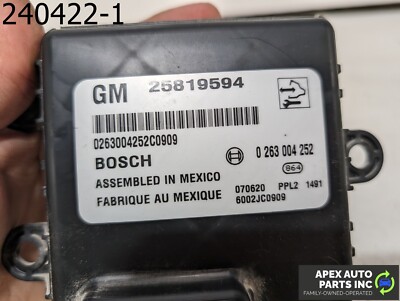 240422-1
GM 25819594
0263004252C0909
BOSCH 0 263 004 252
864
ASSEMBLED IN MEXICO
FABRIQUE AU MEXIQUE
070620 PPL2 1491
6002JC0909
APEX AUTO
PARTS INC
FAMILY-OWNED-OPERATED